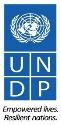 U N
D P
Empowered lives.
Resilient nations.